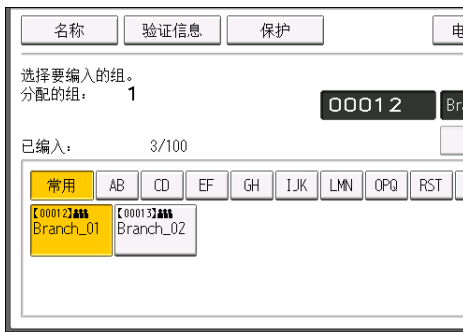 名称 验证信息 保护 电
选择要编入的组。
分配的组： 1
00012 Bra
已编入： 3/100
常用 AB CD EF GH IJK LMN OPQ RST
【00012】 【00013】
Branch_01 Branch_02